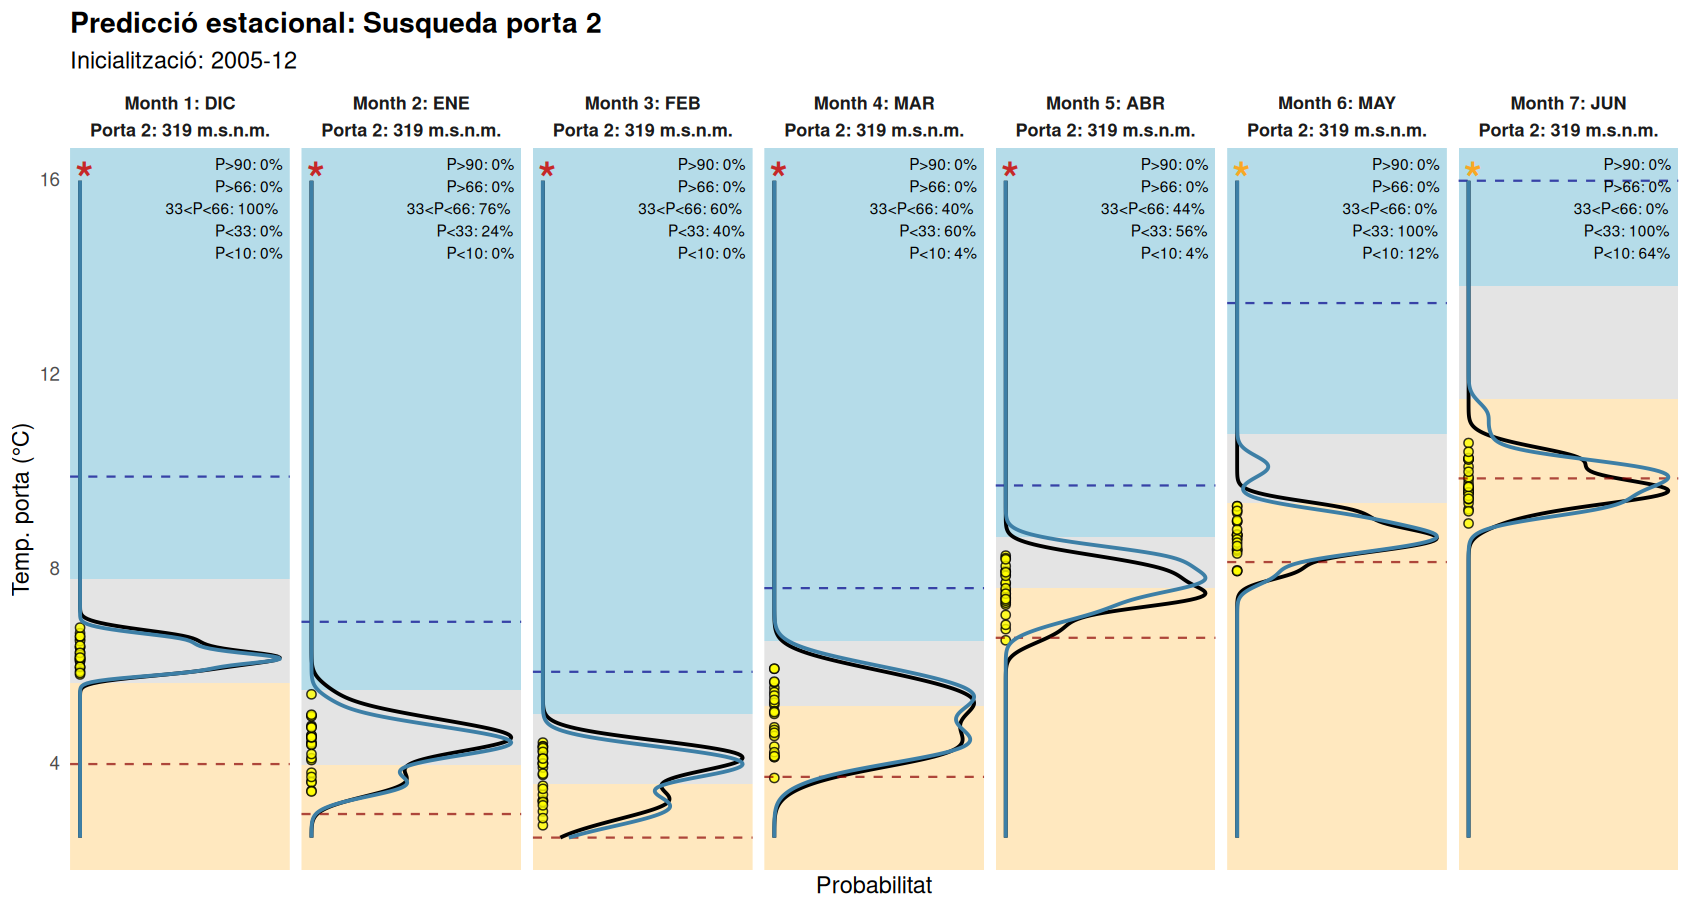 Predicció estacional: Susqueda porta 2
Inicialització: 2005-12
Month 1: DIC
Porta 2: 319 m.s.n.m.
*
P>90: 0%
P>66: 0%
33<P<66: 100%
P<33: 0%
P<10: 0%
Month 2: ENE
Porta 2: 319 m.s.n.m.
*
P>90: 0%
P>66: 0%
33<P<66: 76%
P<33: 24%
P<10: 0%
Month 3: FEB
Porta 2: 319 m.s.n.m.
*
P>90: 0%
P>66: 0%
33<P<66: 60%
P<33: 40%
P<10: 0%
Month 4: MAR
Porta 2: 319 m.s.n.m.
*
P>90: 0%
P>66: 0%
33<P<66: 40%
P<33: 60%
P<10: 4%
Month 5: ABR
Porta 2: 319 m.s.n.m.
*
P>90: 0%
P>66: 0%
33<P<66: 44%
P<33: 56%
P<10: 4%
Month 6: MAY
Porta 2: 319 m.s.n.m.
*
P>90: 0%
P>66: 0%
33<P<66: 0%
P<33: 100%
P<10: 12%
Month 7: JUN
Porta 2: 319 m.s.n.m.
*
P>90: 0%
P>66: 0%
33<P<66: 0%
P<33: 100%
P<10: 64%
16
12
8
4
Temp. porta (°C)
Probabilitat